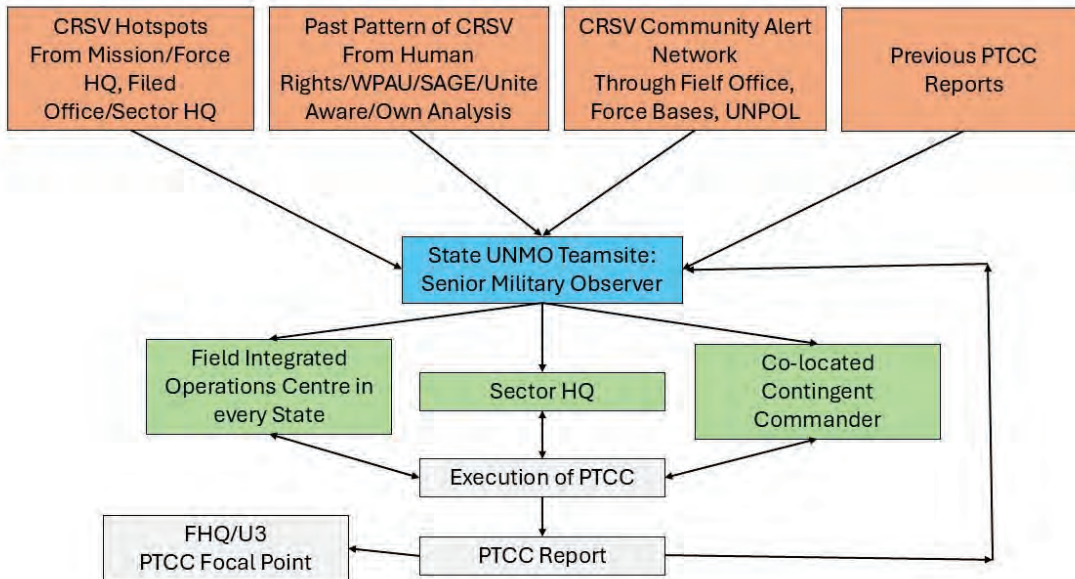 CRSV Hotspots
From Mission/Force
HQ, Filed
Office/Sector HQ
Past Pattern of CRSV
From Human
Rights/WPAU/SAGE/Unite
Aware/Own Analysis
CRSV Community Alert
Network
Through Fielf Office,
Force Bases, UNPOL
Previous PTCC
Reports
State UNMO Teamsite:
Senior Military Observer
Field Integrated
Operations Centre in
every State
Sector HQ
Co-located
Contingent
Commander
Execution of PTCC
FHQ/U3
PTCC Focal Point
PTCC Report